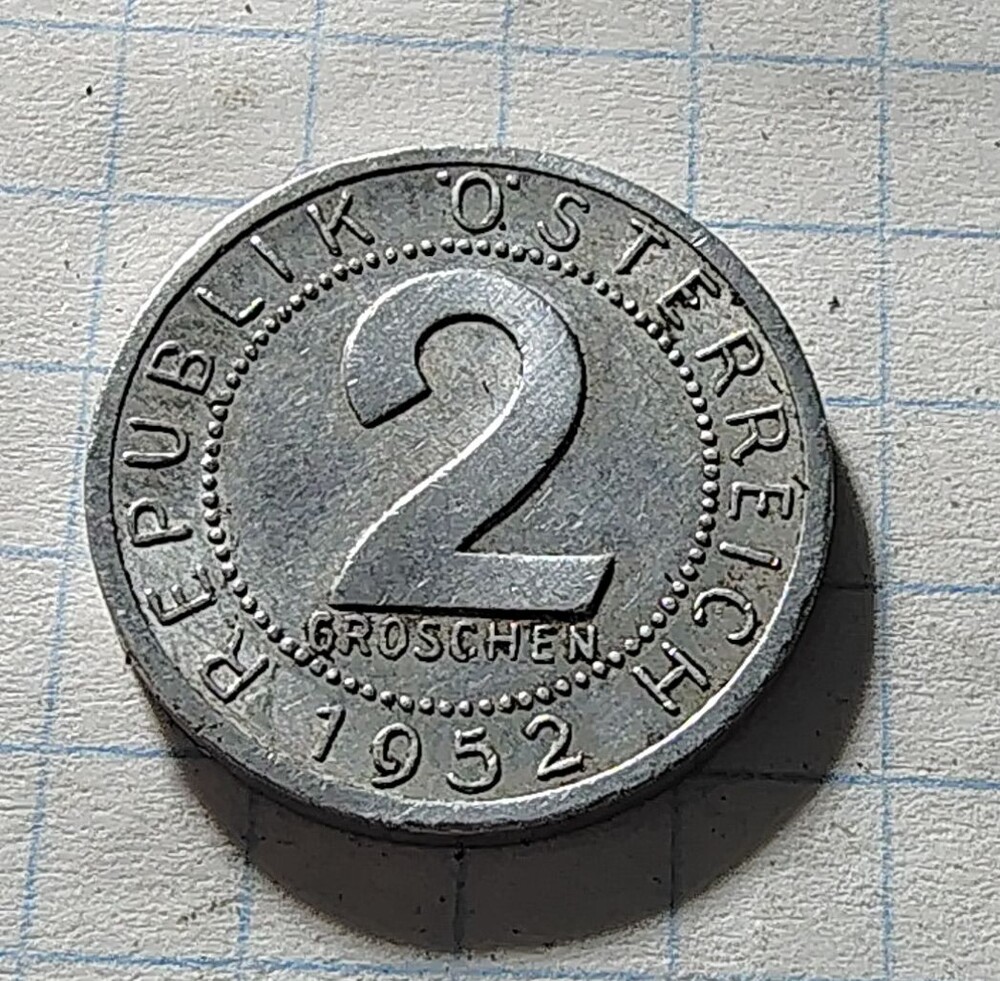 REPUBLIK ÖSTERREICH
2
GROSCHEN
1952